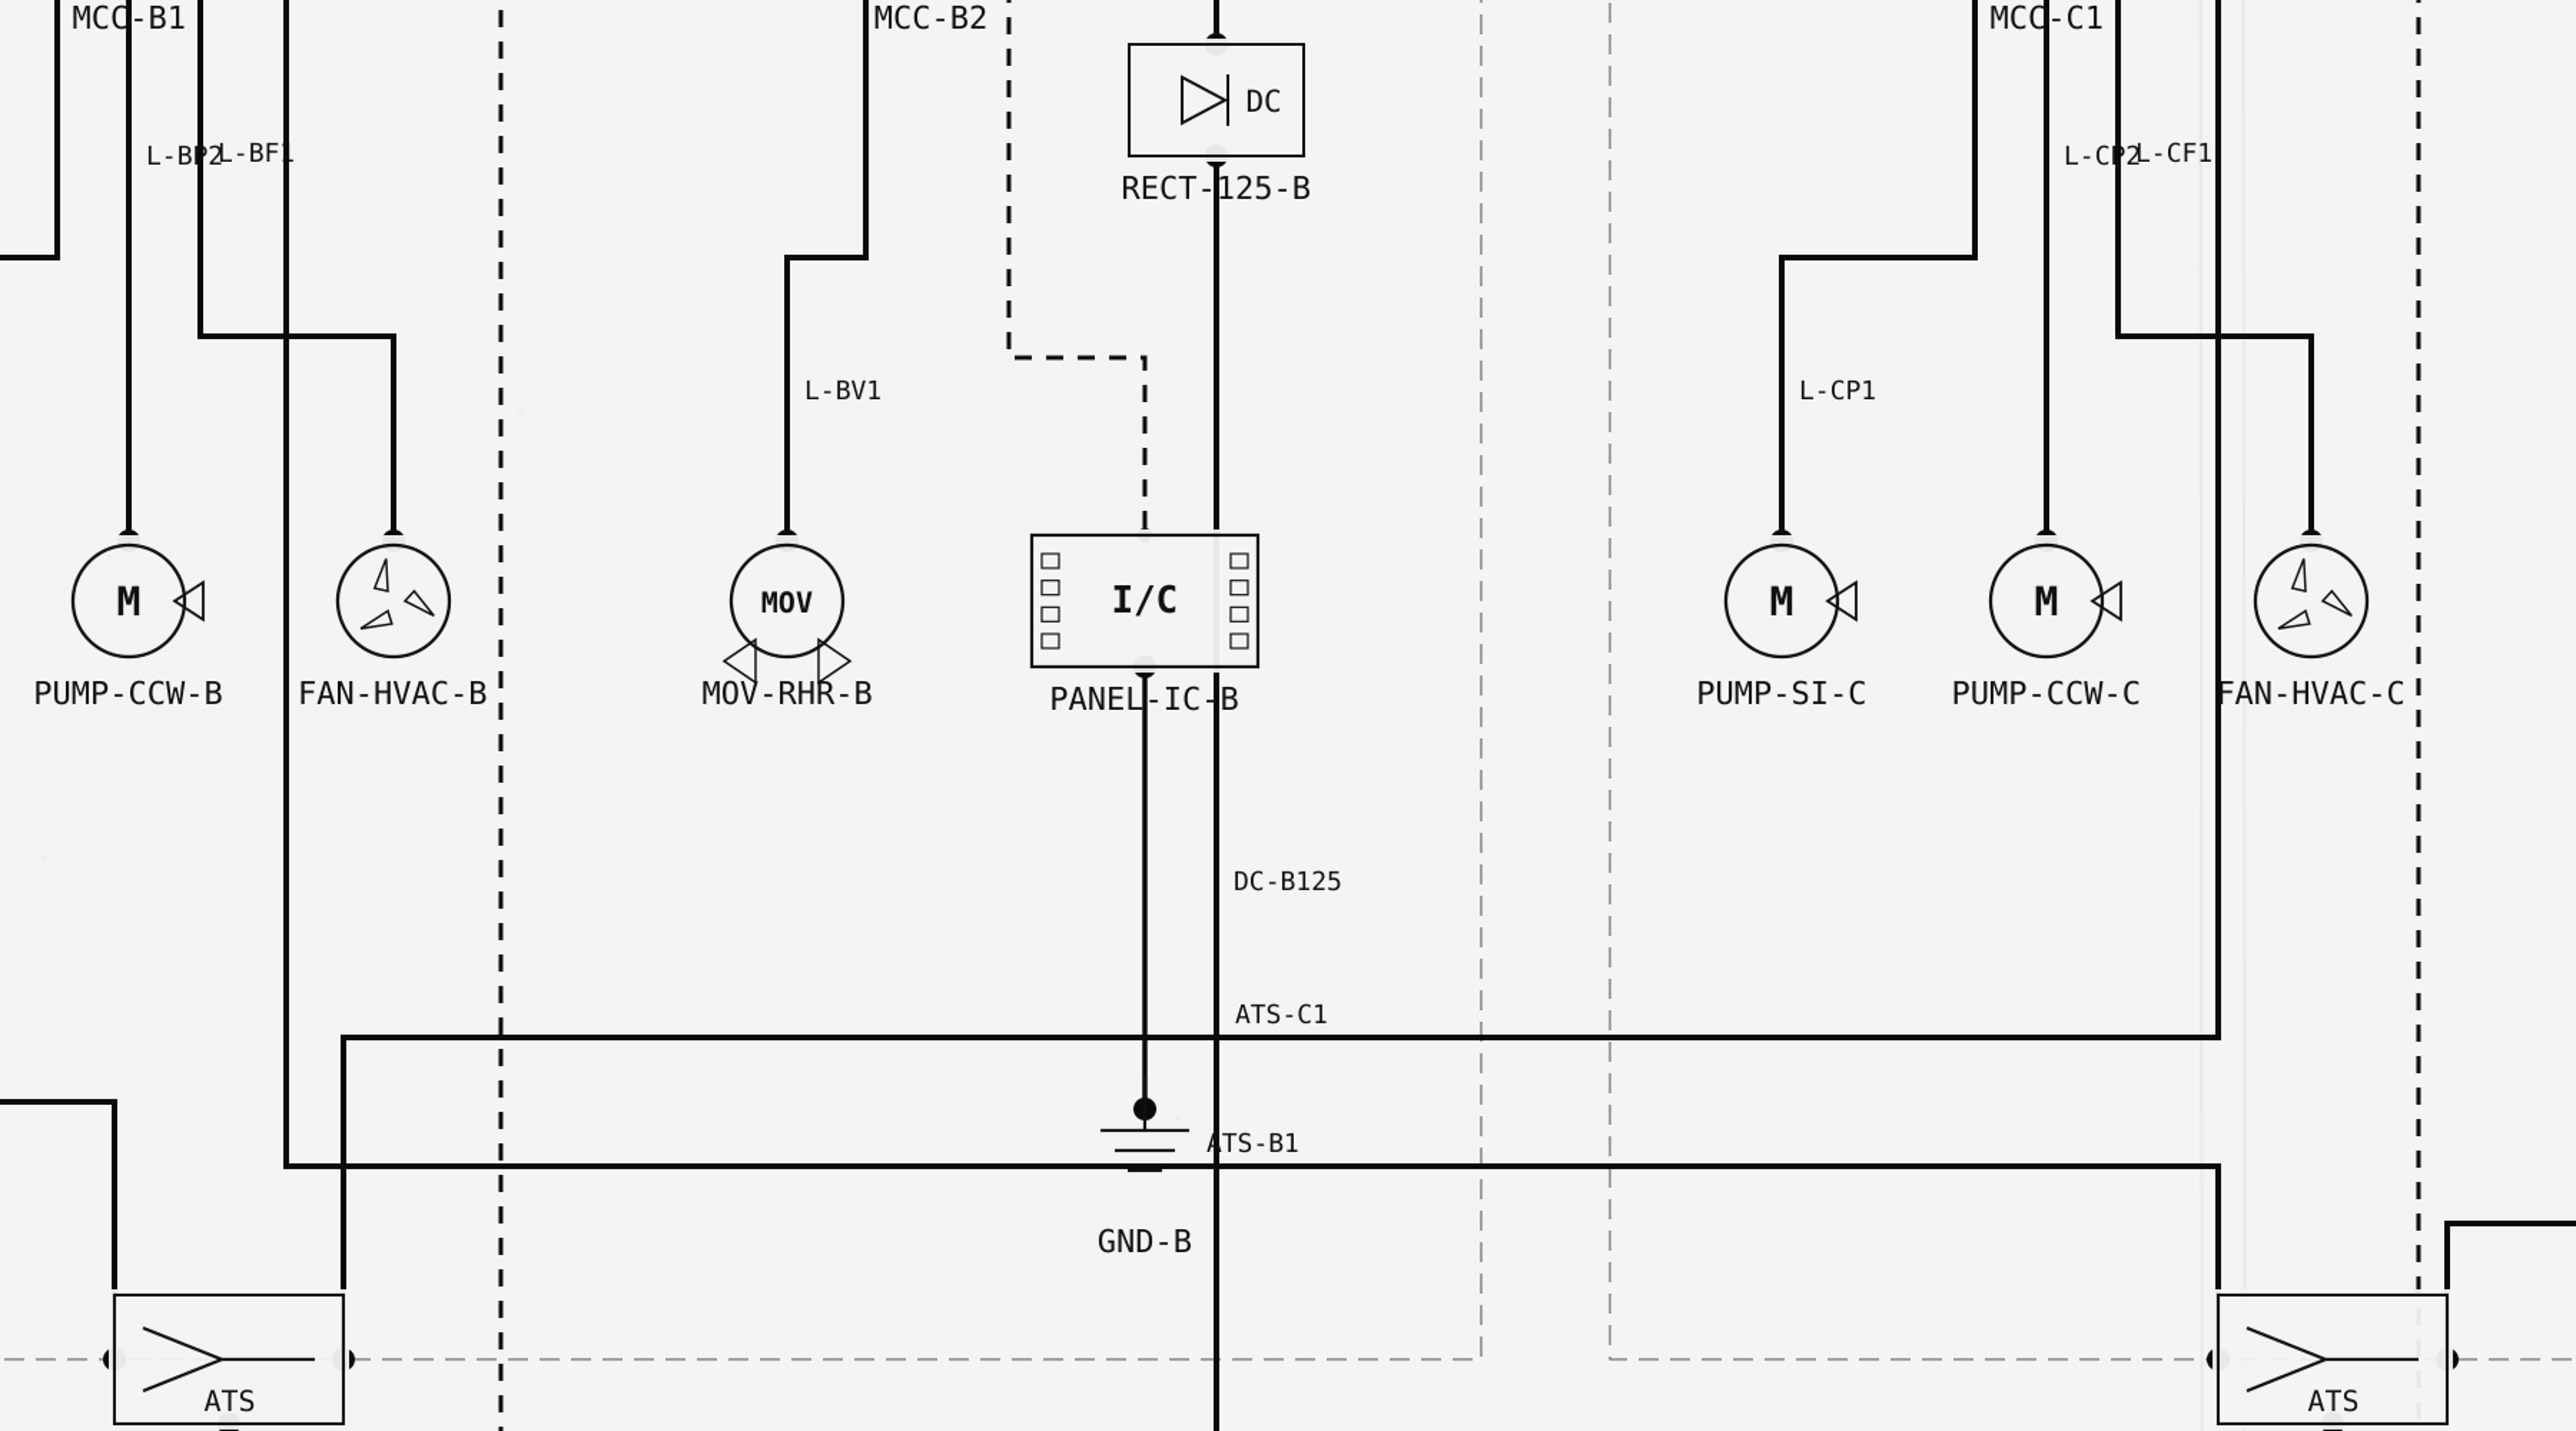 MCC-B1
MCC-B2
MCC-C1
DC
L-BP2
L-BF1
L-CP2
L-CF1
RECT-125-B
L-BV1
L-CP1
M
MOV
I/C
M
M
PUMP-CCW-B
FAN-HVAC-B
MOV-RHR-B
PANEL-IC-B
PUMP-SI-C
PUMP-CCW-C
FAN-HVAC-C
DC-B125
ATS-C1
ATS-B1
GND-B
ATS
ATS